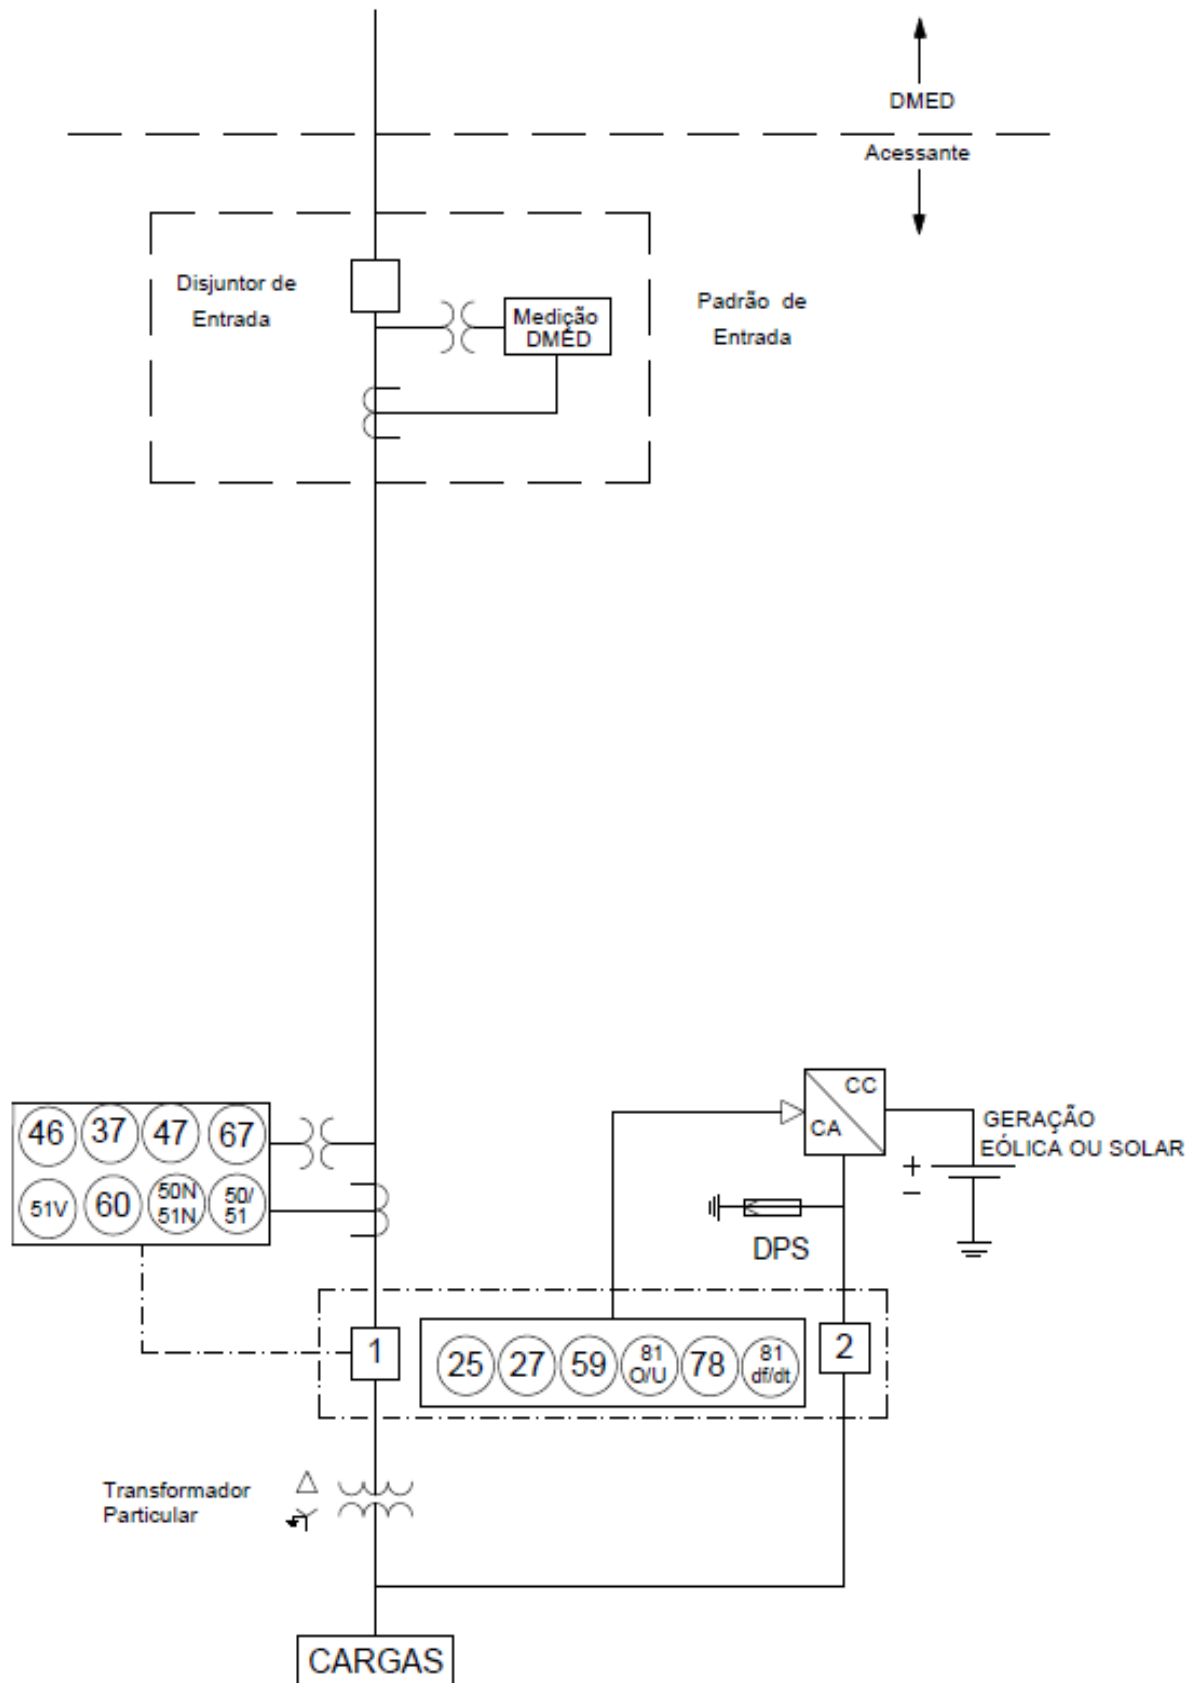 DMED
Acessante
Disjuntor de
Entrada
Medição
DMED
Padrão de
Entrada
46 37 47 67
51V 60 50N
51N 50/
51
CC
CA
GERAÇÃO
EÓLICA OU SOLAR
+
−
DPS
1
25 27 59 81
O/U 78 81
df/dt
2
Transformador
Particular
CARGAS